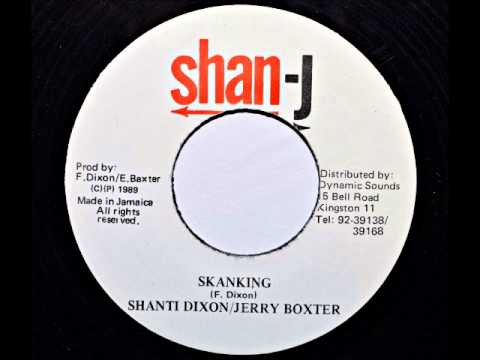 shan-J
Prod by:
F. Dixon/E. Baxter
(C)(P) 1989
Made in Jamaica
All rights
reserved.
Distributed by:
Dynamic Sounds
15 Bell Road
Kingston 11
Tel: 92-39138/
39168
SKANKING
(F. Dixon)
SHANTI DIXON/JERRY BOXTER